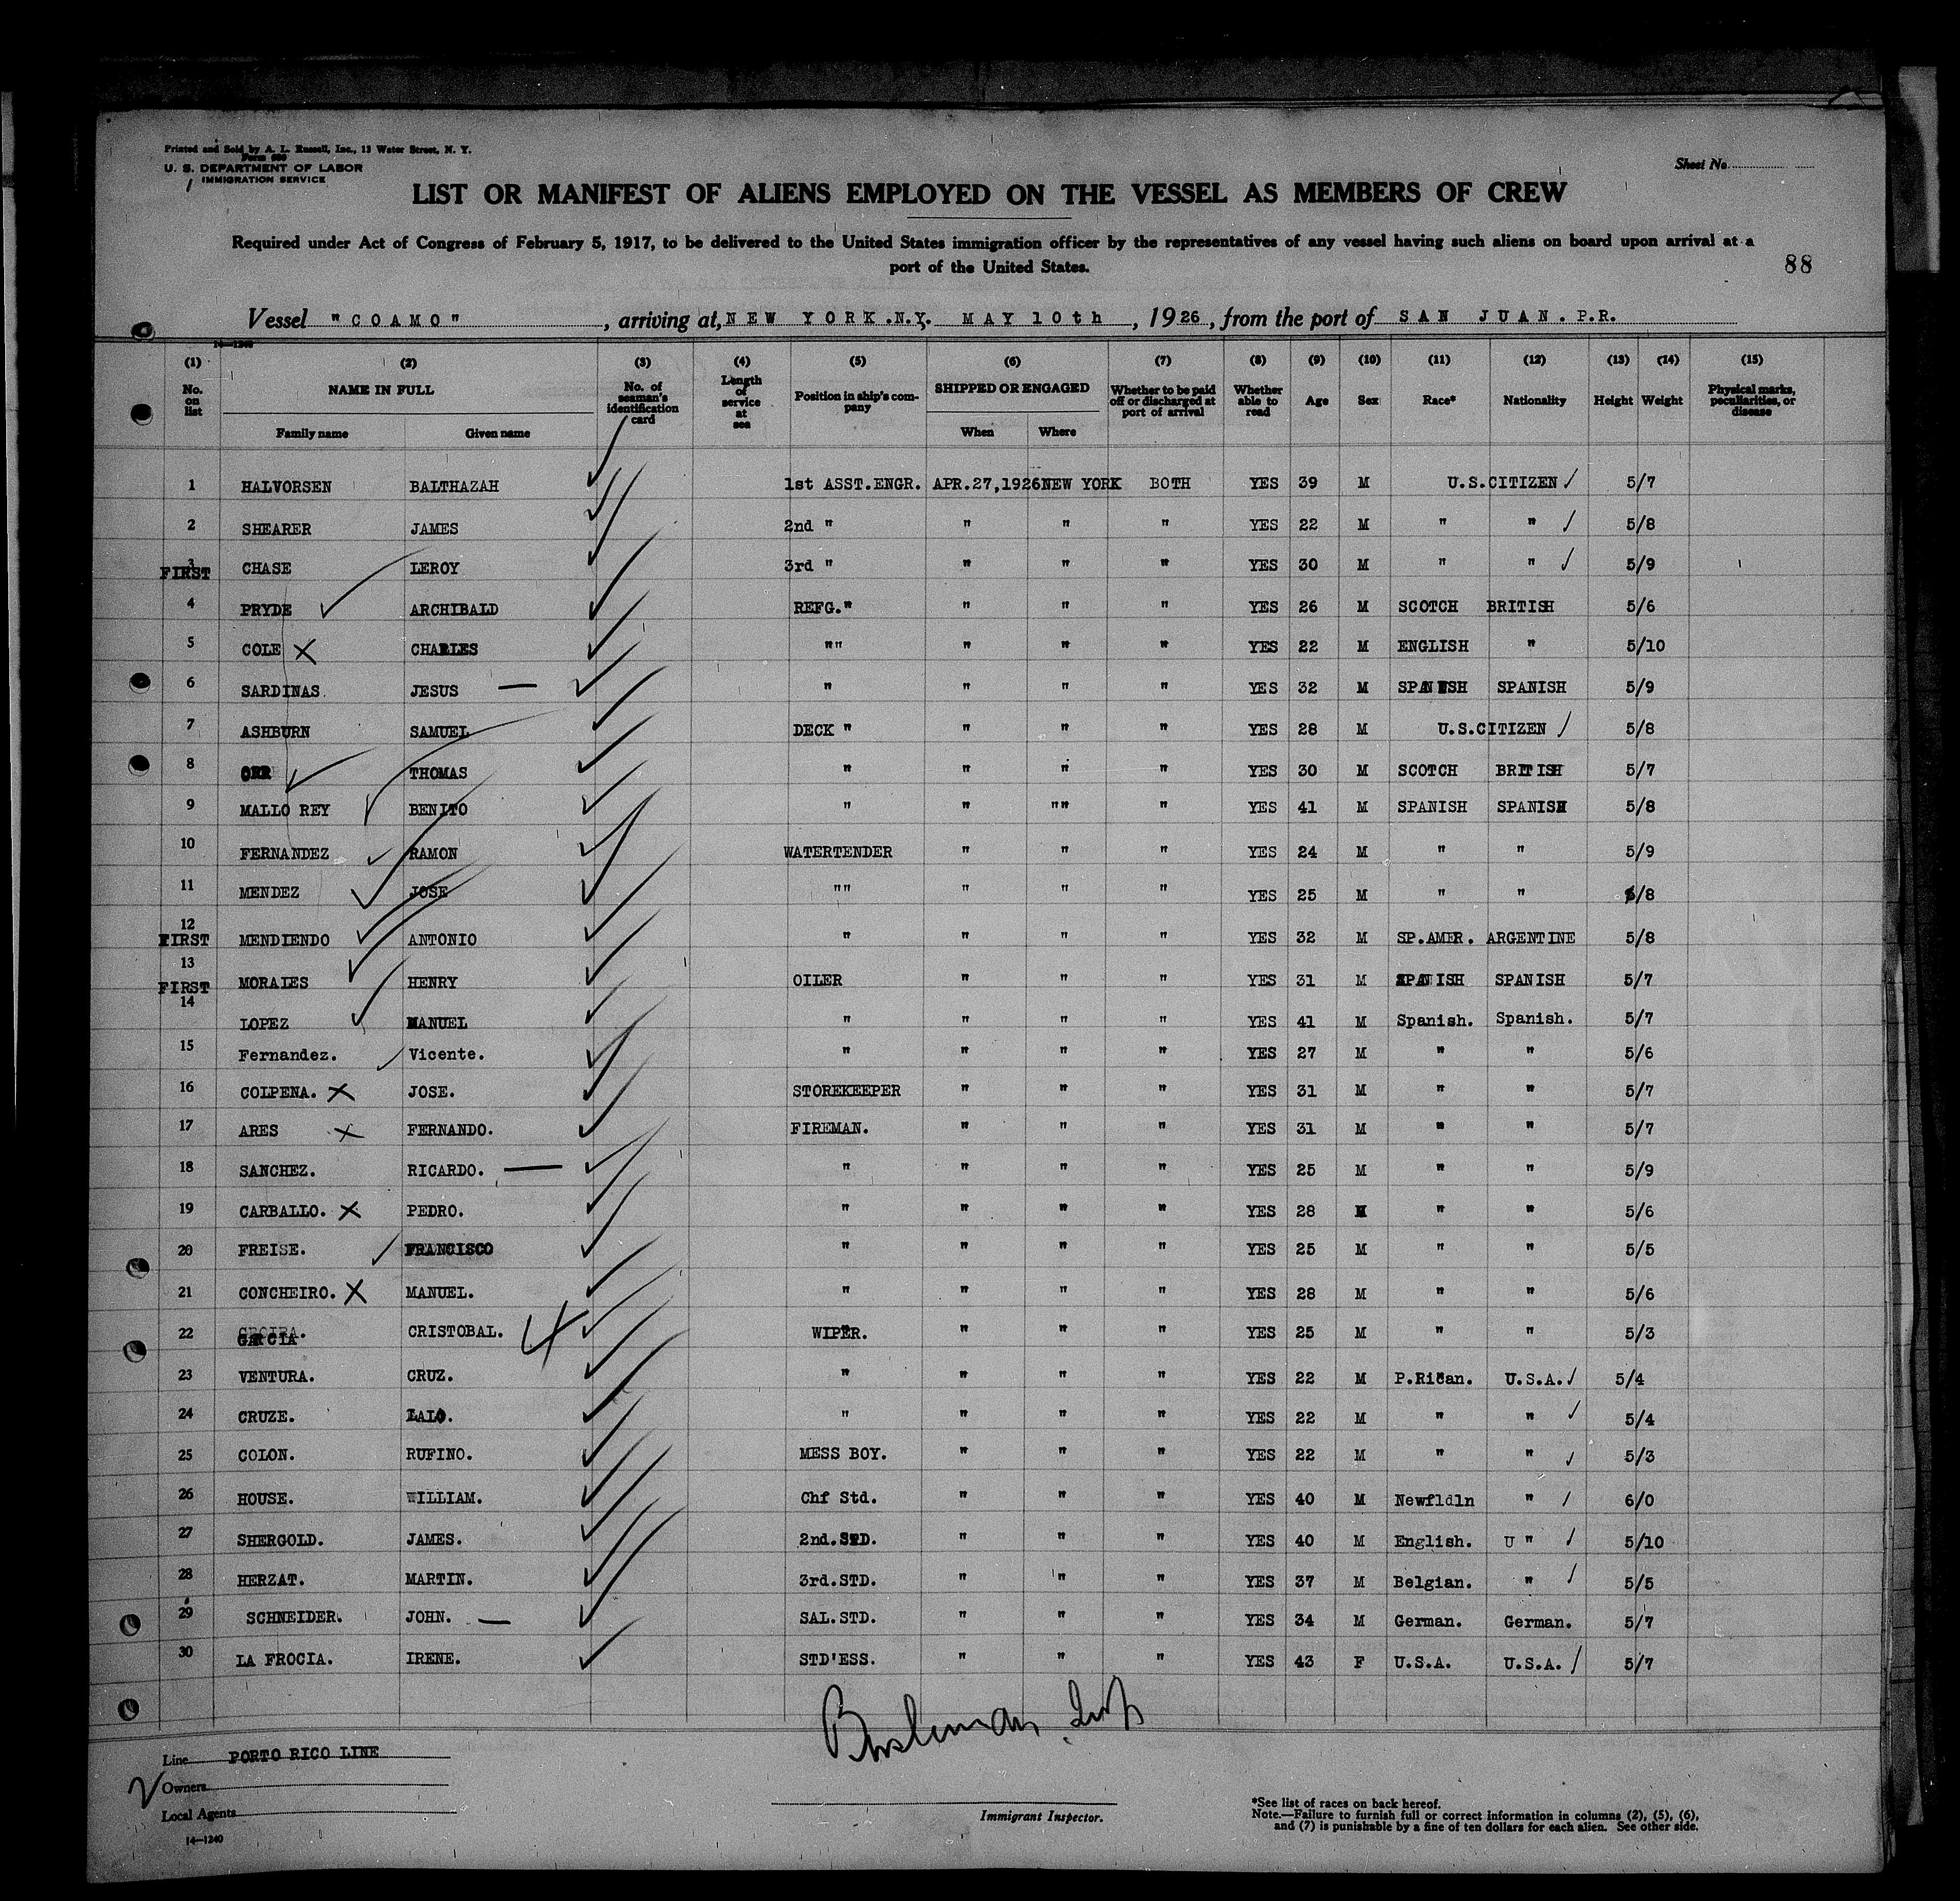 Printed and Sold by A. L. Russell, Inc., 13 Water Street, N. Y.
Form 680
U. S. DEPARTMENT OF LABOR
IMMIGRATION SERVICE
Sheet No.
LIST OR MANIFEST OF ALIENS EMPLOYED ON THE VESSEL AS MEMBERS OF CREW
Required under Act of Congress of February 5, 1917, to be delivered to the United States immigration officer by the representatives of any vessel having such aliens on board upon arrival at a
port of the United States.
88
Vessel "COAMO", arriving at, NEW YORK.N.Y. MAY 10th, 1926, from the port of SAN JUAN. P.R.
14-1240
(1) (2) (3) (4) (5) (6) (7) (8) (9) (10) (11) (12) (13) (14) (15)
No. on list NAME IN FULL No. of seaman's identification card Length of service at sea Position in ship's company SHIPPED OR ENGAGED Whether to be paid off or discharged at port of arrival Whether able to read Age Sex Race* Nationality Height Weight Physical marks, peculiarities, or disease
Family name Given name When Where
1 HALVORSEN BALTHAZAH 1st ASST.ENGR. APR.27,1926 NEW YORK BOTH YES 39 M U.S.CITIZEN 5/7
2 SHEARER JAMES 2nd " " " " YES 22 M " " 5/8
3 FIRST CHASE LEROY 3rd " " " " YES 30 M " " 5/9
4 PRYDE ARCHIBALD REFG." " " " YES 26 M SCOTCH BRITISH 5/6
5 COLE CHARLES "" " " " YES 22 M ENGLISH " 5/10
6 SARDINAS JESUS " " " " YES 32 M SPANISH SPANISH 5/9
7 ASHBURN SAMUEL DECK " " " " YES 28 M U.S.CITIZEN 5/8
8 ORR THOMAS " " " " YES 30 M SCOTCH BRITISH 5/7
9 MALLO REY BENITO " " "" " YES 41 M SPANISH SPANISH 5/8
10 FERNANDEZ RAMON WATERTENDER " " " YES 24 M " " 5/9
11 MENDEZ JOSE "" " " " YES 25 M " " 5/8
12 FIRST MENDIENDO ANTONIO " " " " YES 32 M SP.AMER. ARGENTINE 5/8
13 FIRST MORALES HENRY OILER " " " YES 31 M SPANISH SPANISH 5/7
14 LOPEZ MANUEL " " " " YES 41 M Spanish. Spanish. 5/7
15 Fernandez. Vicente. " " " " YES 27 M " " 5/6
16 COLPENA. JOSE. STOREKEEPER " " " YES 31 M " " 5/7
17 ARES FERNANDO. FIREMAN. " " " YES 31 M " " 5/7
18 SANCHEZ. RICARDO. " " " " YES 25 M " " 5/9
19 CARBALLO. PEDRO. " " " " YES 28 M " " 5/6
20 FREISE. FRANCISCO " " " " YES 25 M " " 5/5
21 CONCHEIRO. MANUEL. " " " " YES 28 M " " 5/6
22 GARCIA. CRISTOBAL. WIPER. " " " YES 25 M " " 5/3
23 VENTURA. CRUZ. " " " " YES 22 M P.Rican. U.S.A. 5/4
24 CRUZE. LALO. " " " " YES 22 M " " 5/4
25 COLON. RUFINO. MESS BOY. " " " YES 22 M " " 5/3
26 HOUSE. WILLIAM. Chf Std. " " " YES 40 M Newfldln " 6/0
27 SHERGOLD. JAMES. 2nd.STD. " " " YES 40 M English. U " 5/10
28 HERZAT. MARTIN. 3rd.STD. " " " YES 37 M Belgian. " 5/5
29 SCHNEIDER. JOHN. SAL.STD. " " " YES 34 M German. German. 5/7
30 LA FROCIA. IRENE. STD'ESS. " " " YES 43 F U.S.A. U.S.A. 5/7
Line PORTO RICO LINE
Owners
Local Agents
14-1240
Immigrant Inspector.
*See list of races on back hereof.
Note.—Failure to furnish full or correct information in columns (2), (5), (6),
and (7) is punishable by a fine of ten dollars for each alien. See other side.